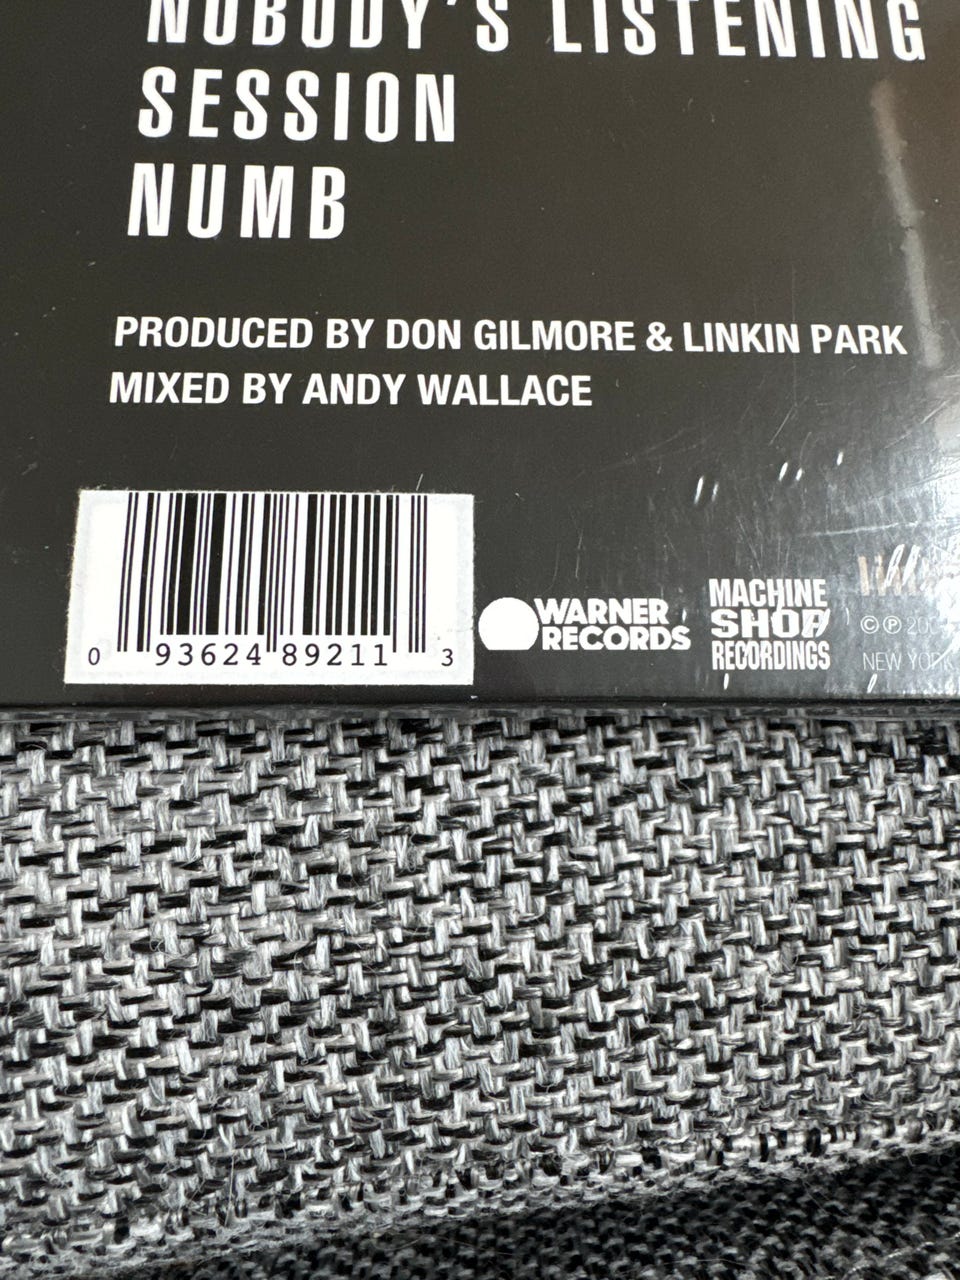 NOBODY'S LISTENING
SESSION
NUMB
PRODUCED BY DON GILMORE & LINKIN PARK
MIXED BY ANDY WALLACE
0 93624 89211 3
WARNER
RECORDS
MACHINE
SHOP
RECORDINGS
© ℗
NEW YORK